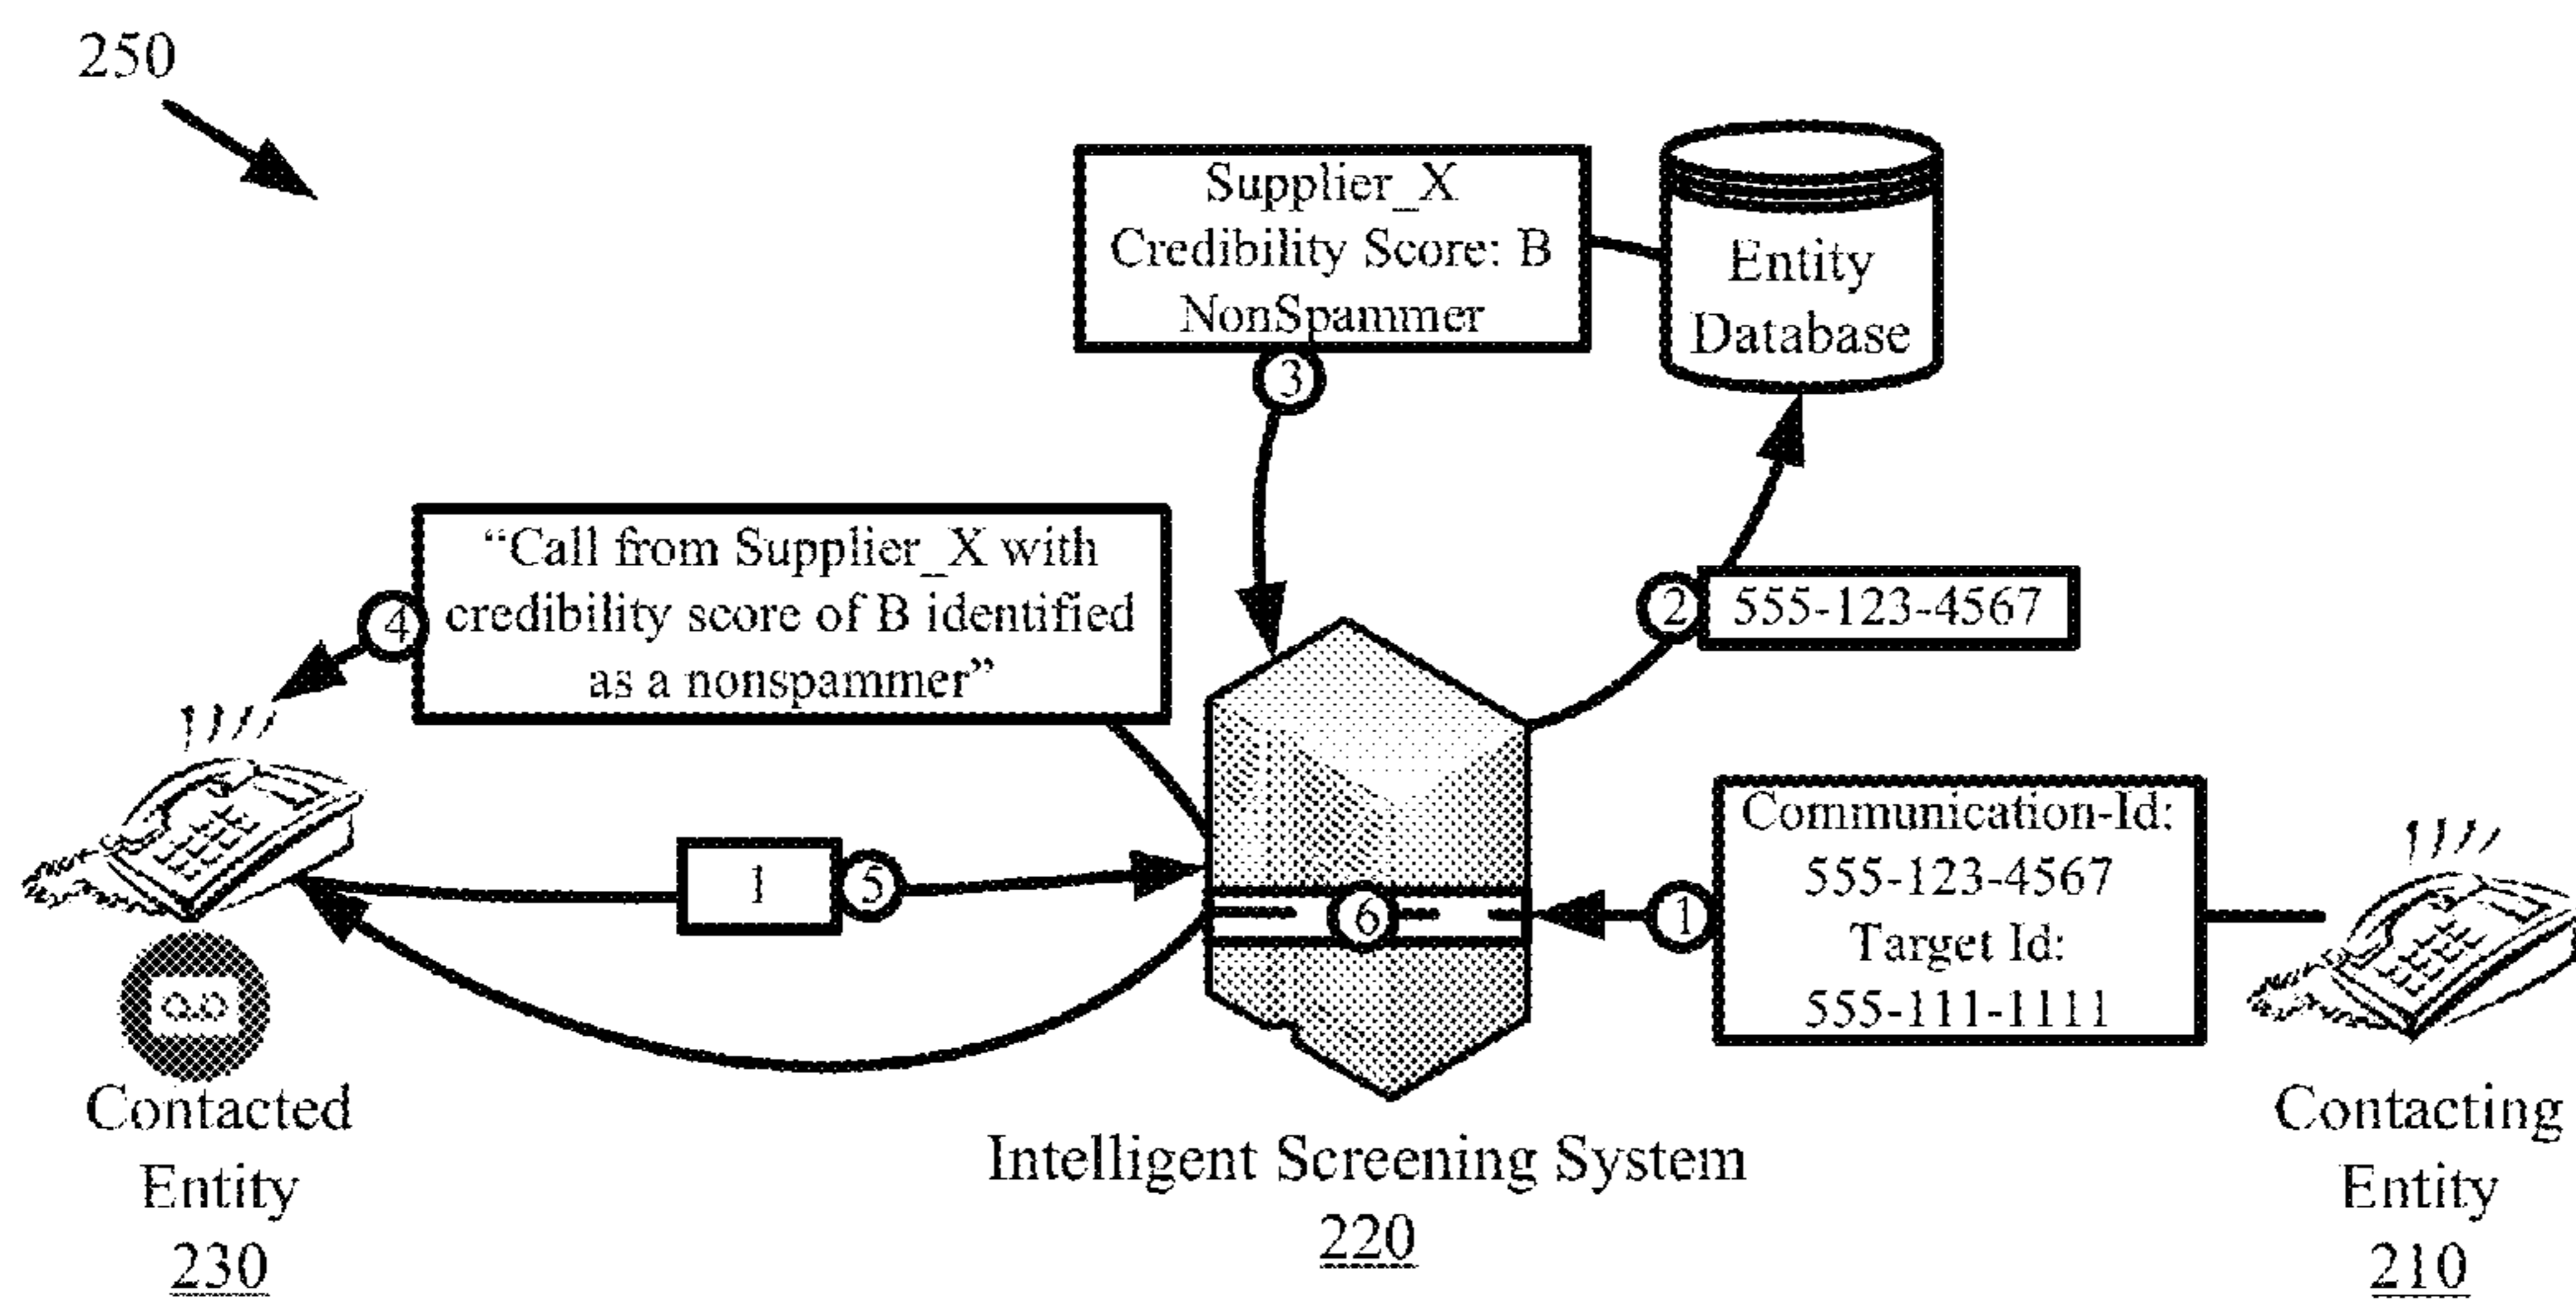 250
Supplier_X
Credibility Score: B
NonSpammer
Entity
Database
3
"Call from Supplier_X with
credibility score of B identified
as a nonspammer"
4
2
555-123-4567
Communication-Id:
555-123-4567
Target Id:
555-111-1111
1
5
6
1
Contacted
Entity
230
Intelligent Screening System
220
Contacting
Entity
210